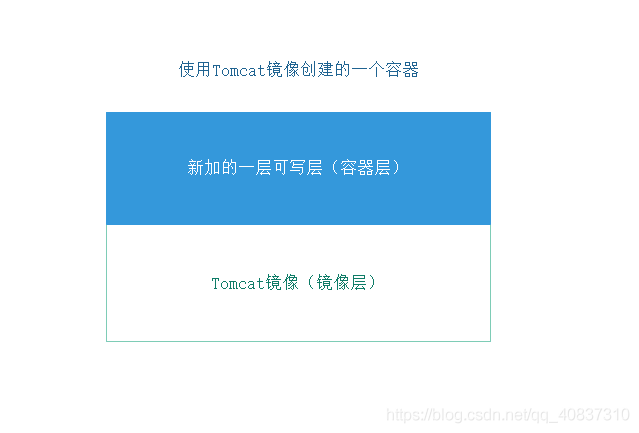 使用Tomcat镜像创建的一个容器
新加的一层可写层（容器层）
Tomcat镜像（镜像层）
https://blog.csdn.net/qq_40837310